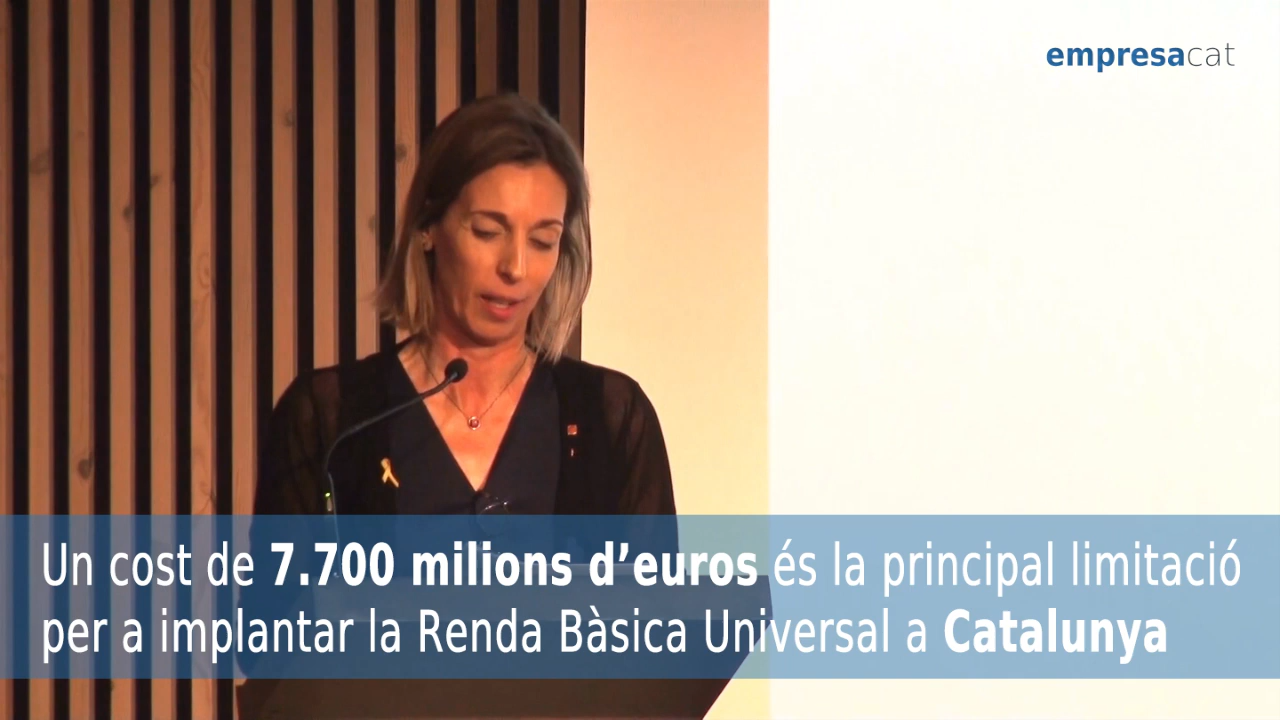 empresacat
Un cost de 7.700 milions d’euros és la principal limitació
per a implantar la Renda Bàsica Universal a Catalunya